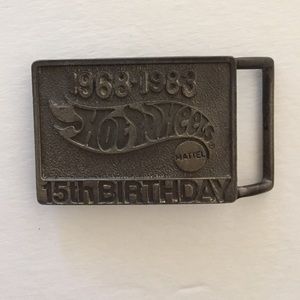 1968-1983
HOT WHEELS®
MATTEL
15th BIRTHDAY